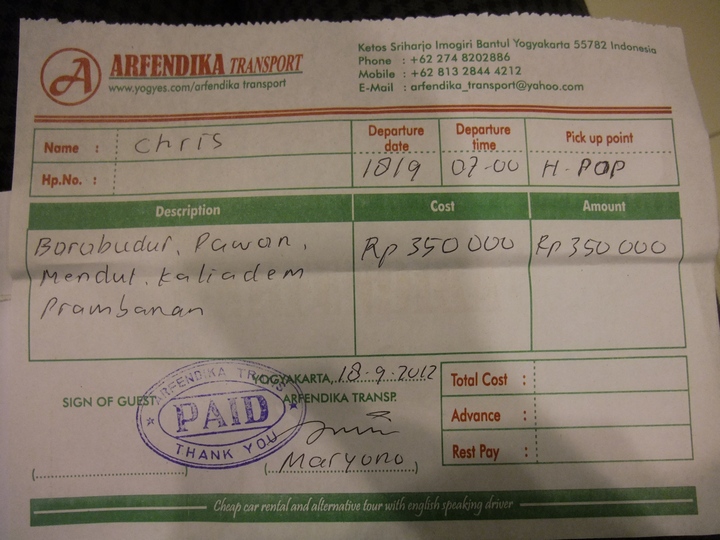 ARFENDIKA TRANSPORT
www.yogyes.com/arfendika transport
Ketos Sriharjo Imogiri Bantul Yogyakarta 55782 Indonesia
Phone : +62 274 8202886
Mobile : +62 813 2844 4212
E-Mail : arfendika_transport@yahoo.com
Name : Chris
Hp.No. :
Departure date
Departure time
Pick up point
18/9
07-00
H-POP
Description
Cost
Amount
Borobudur, Pawon,
Mendut, Kaliadem
Prambanan
Rp 350 000
Rp 350 000
YOGYAKARTA, 18-9-2012
SIGN OF GUEST
ARFENDIKA TRANSP.
ARFENDIKA TRANS
PAID
THANK YOU
(....................)
(Maryono)
Total Cost :
Advance :
Rest Pay :
Cheap car rental and alternative tour with english speaking driver